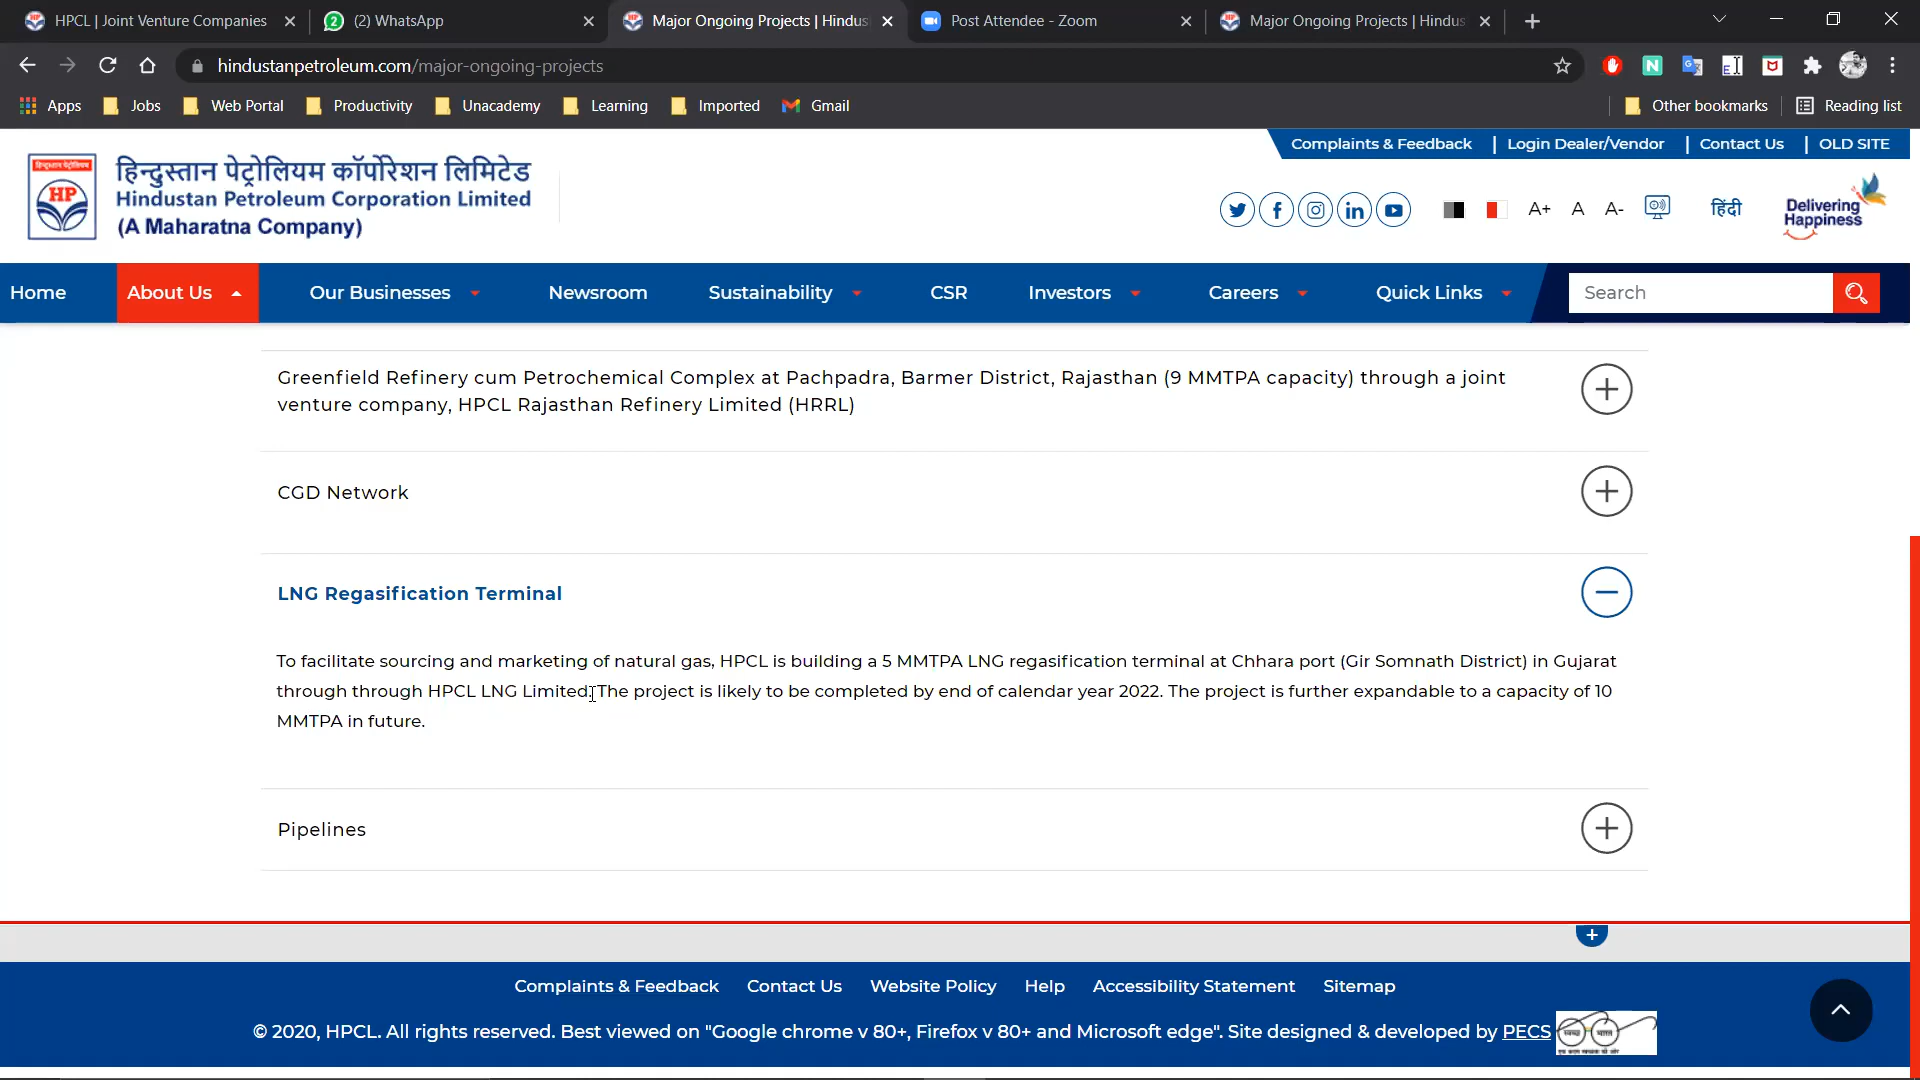 HPCL | Joint Venture Companies
(2) WhatsApp
Major Ongoing Projects | Hindus
Post Attendee - Zoom
Major Ongoing Projects | Hindus
hindustanpetroleum.com/major-ongoing-projects
Apps Jobs Web Portal Productivity Unacademy Learning Imported Gmail Other bookmarks Reading list
Complaints & Feedback | Login Dealer/Vendor | Contact Us | OLD SITE
हिन्दुस्तान पेट्रोलियम
HP
हिन्दुस्तान पेट्रोलियम कॉर्पोरेशन लिमिटेड
Hindustan Petroleum Corporation Limited
(A Maharatna Company)
A+ A A- हिंदी
Delivering
Happiness
Home About Us Our Businesses Newsroom Sustainability CSR Investors Careers Quick Links Search
Greenfield Refinery cum Petrochemical Complex at Pachpadra, Barmer District, Rajasthan (9 MMTPA capacity) through a joint
venture company, HPCL Rajasthan Refinery Limited (HRRL)
CGD Network
LNG Regasification Terminal
To facilitate sourcing and marketing of natural gas, HPCL is building a 5 MMTPA LNG regasification terminal at Chhara port (Gir Somnath District) in Gujarat
through through HPCL LNG Limited. The project is likely to be completed by end of calendar year 2022. The project is further expandable to a capacity of 10
MMTPA in future.
Pipelines
Complaints & Feedback Contact Us Website Policy Help Accessibility Statement Sitemap
© 2020, HPCL. All rights reserved. Best viewed on "Google chrome v 80+, Firefox v 80+ and Microsoft edge". Site designed & developed by PECS
स्वच्छ भारत